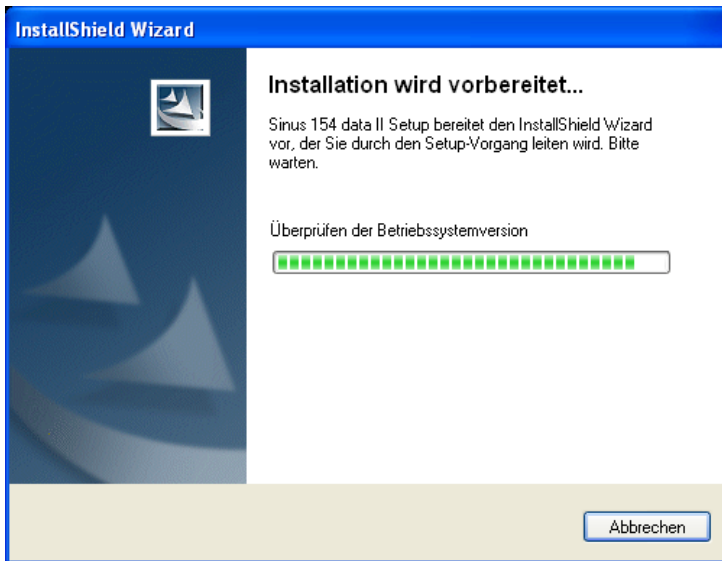 InstallShield Wizard
Installation wird vorbereitet...
Sinus 154 data II Setup bereitet den InstallShield Wizard
vor, der Sie durch den Setup-Vorgang leiten wird. Bitte
warten.
Überprüfen der Betriebssystemversion
Abbrechen